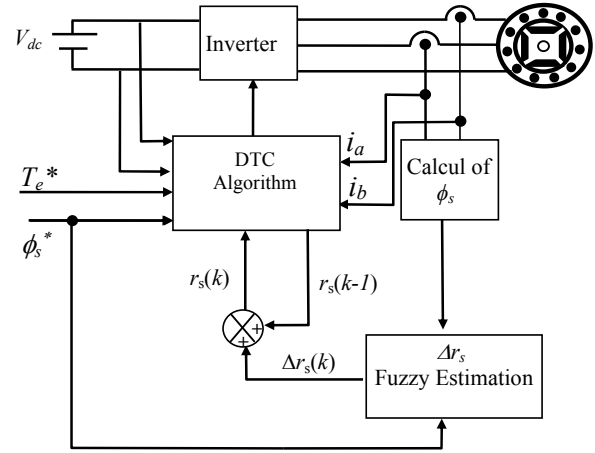 V_dc
Inverter
DTC
Algorithm
i_a
i_b
Calcul of
ϕ_s
T_e*
ϕ_s*
r_s(k)
r_s(k-1)
+
+
Δr_s(k)
Δr_s
Fuzzy Estimation